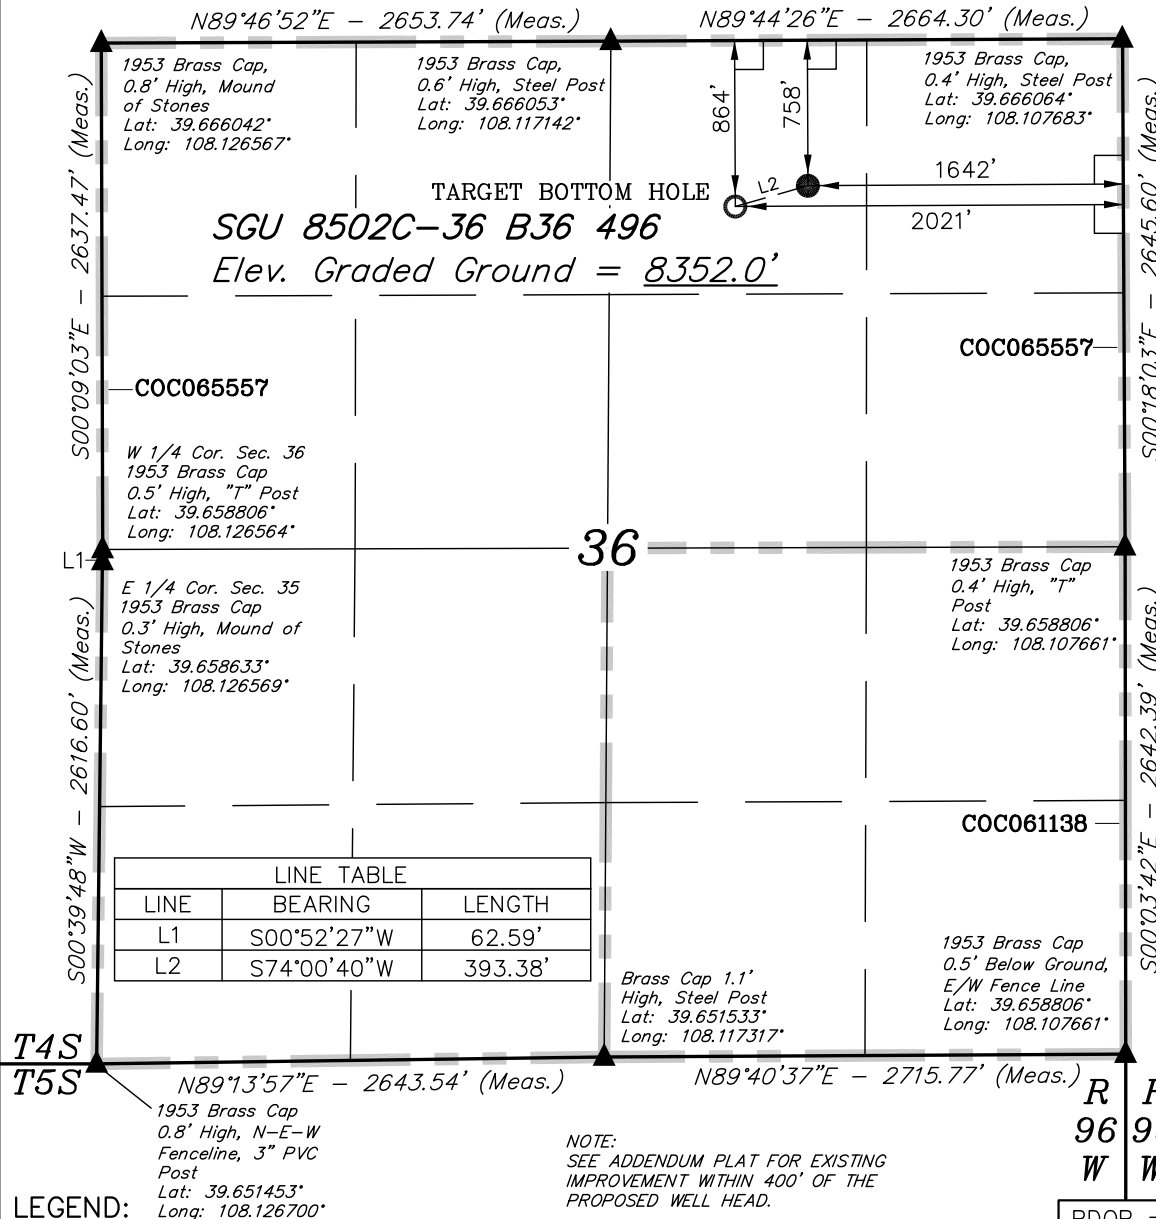 N89°46'52"E - 2653.74' (Meas.)
N89°44'26"E - 2664.30' (Meas.)
1953 Brass Cap,
0.8' High, Mound
of Stones
Lat: 39.666042°
Long: 108.126567°
1953 Brass Cap,
0.6' High, Steel Post
Lat: 39.666053°
Long: 108.117142°
864'
758'
1953 Brass Cap,
0.4' High, Steel Post
Lat: 39.666064°
Long: 108.107683°
S00°09'03"E - 2637.47' (Meas.)
S00°18'03"E - 2645.60' (Meas.)
1642'
L2
TARGET BOTTOM HOLE
2021'
SGU 8502C-36 B36 496
Elev. Graded Ground = 8352.0'
COC065557
COC065557
W 1/4 Cor. Sec. 36
1953 Brass Cap
0.5' High, "T" Post
Lat: 39.658806°
Long: 108.126564°
36
L1
E 1/4 Cor. Sec. 35
1953 Brass Cap
0.3' High, Mound of
Stones
Lat: 39.658633°
Long: 108.126569°
1953 Brass Cap
0.4' High, "T"
Post
Lat: 39.658806°
Long: 108.107661°
S00°39'48"W - 2616.60' (Meas.)
S00°03'42"E - 2642.39' (Meas.)
COC061138
LINE TABLE
LINE BEARING LENGTH
L1 S00°52'27"W 62.59'
L2 S74°00'40"W 393.38'
Brass Cap 1.1'
High, Steel Post
Lat: 39.651533°
Long: 108.117317°
1953 Brass Cap
0.5' Below Ground,
E/W Fence Line
Lat: 39.658806°
Long: 108.107661°
T4S
T5S
N89°13'57"E - 2643.54' (Meas.)
N89°40'37"E - 2715.77' (Meas.)
1953 Brass Cap
0.8' High, N-E-W
Fenceline, 3" PVC
Post
Lat: 39.651453°
Long: 108.126700°
NOTE:
SEE ADDENDUM PLAT FOR EXISTING
IMPROVEMENT WITHIN 400' OF THE
PROPOSED WELL HEAD.
R
96
W
LEGEND: